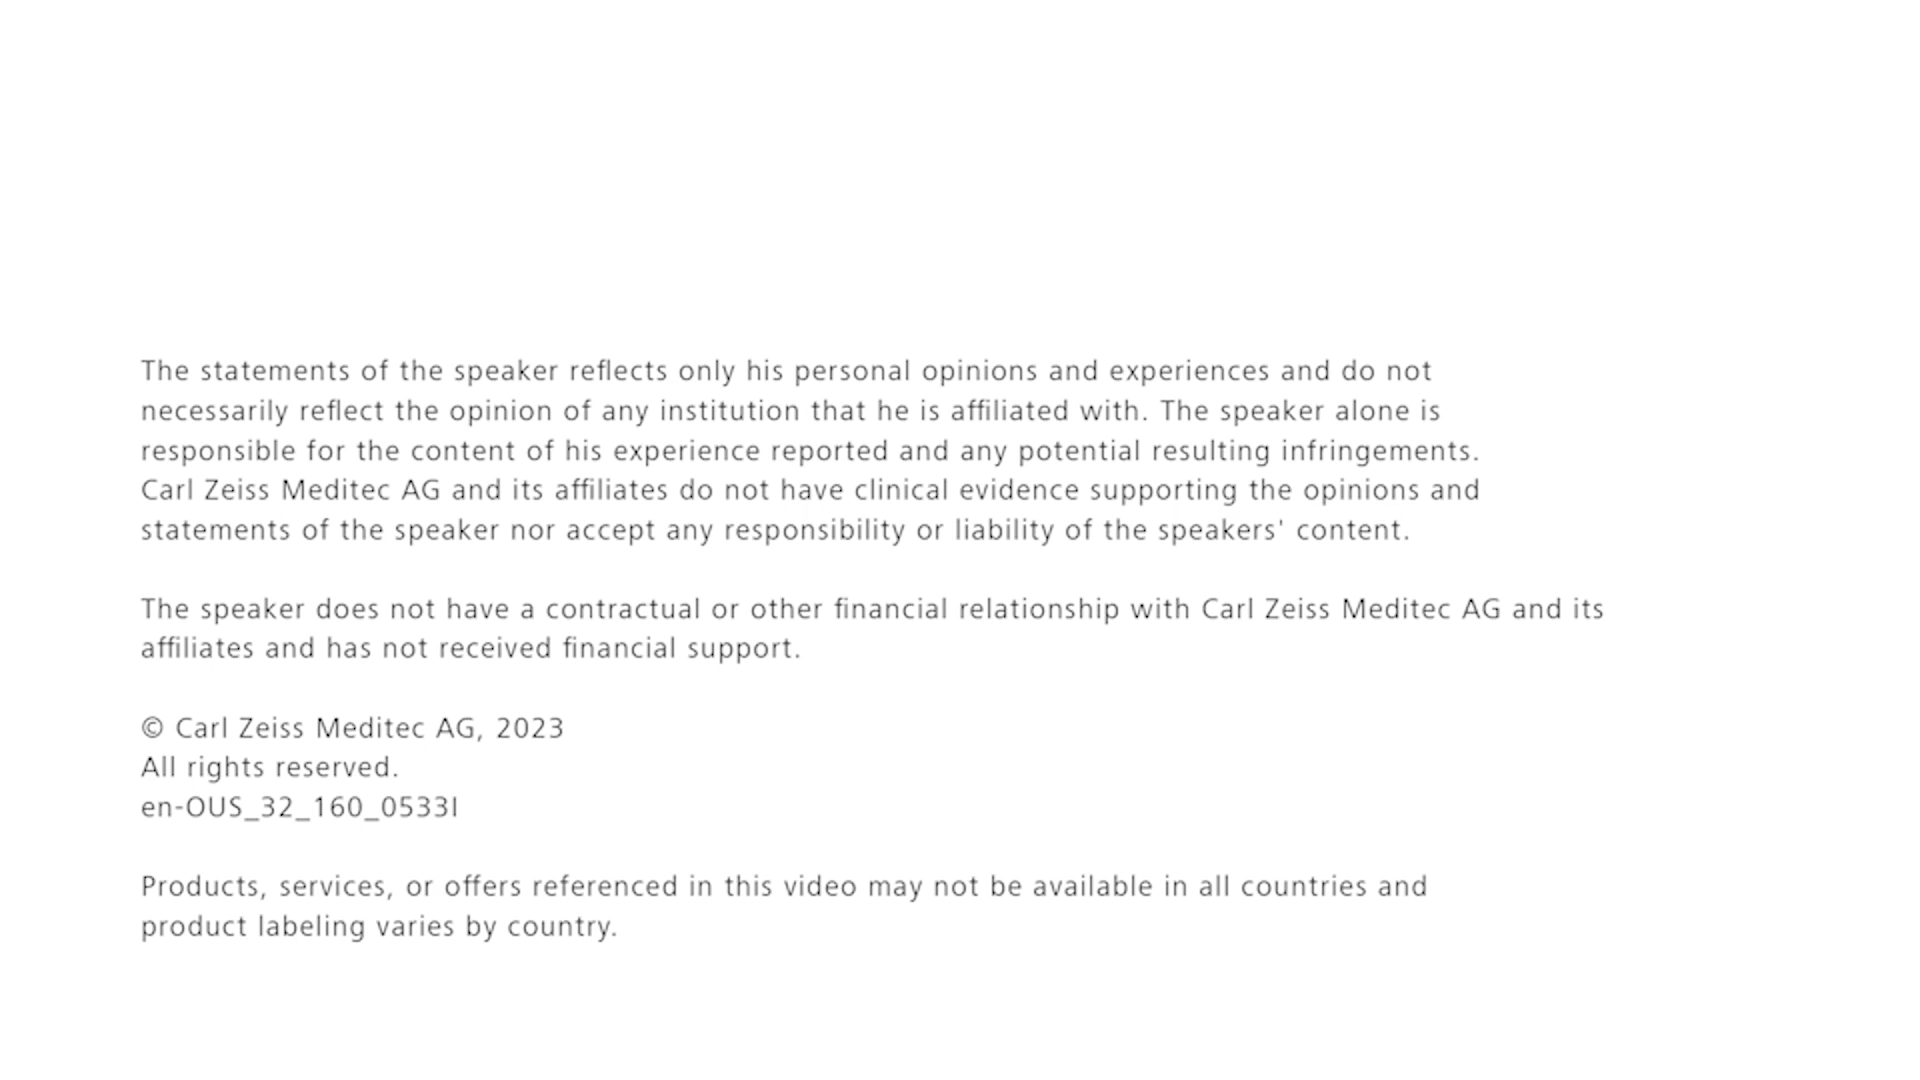 The statements of the speaker reflects only his personal opinions and experiences and do not
necessarily reflect the opinion of any institution that he is affiliated with. The speaker alone is
responsible for the content of his experience reported and any potential resulting infringements.
Carl Zeiss Meditec AG and its affiliates do not have clinical evidence supporting the opinions and
statements of the speaker nor accept any responsibility or liability of the speakers' content.
The speaker does not have a contractual or other financial relationship with Carl Zeiss Meditec AG and its
affiliates and has not received financial support.
© Carl Zeiss Meditec AG, 2023
All rights reserved.
en-OUS_32_160_0533I
Products, services, or offers referenced in this video may not be available in all countries and
product labeling varies by country.